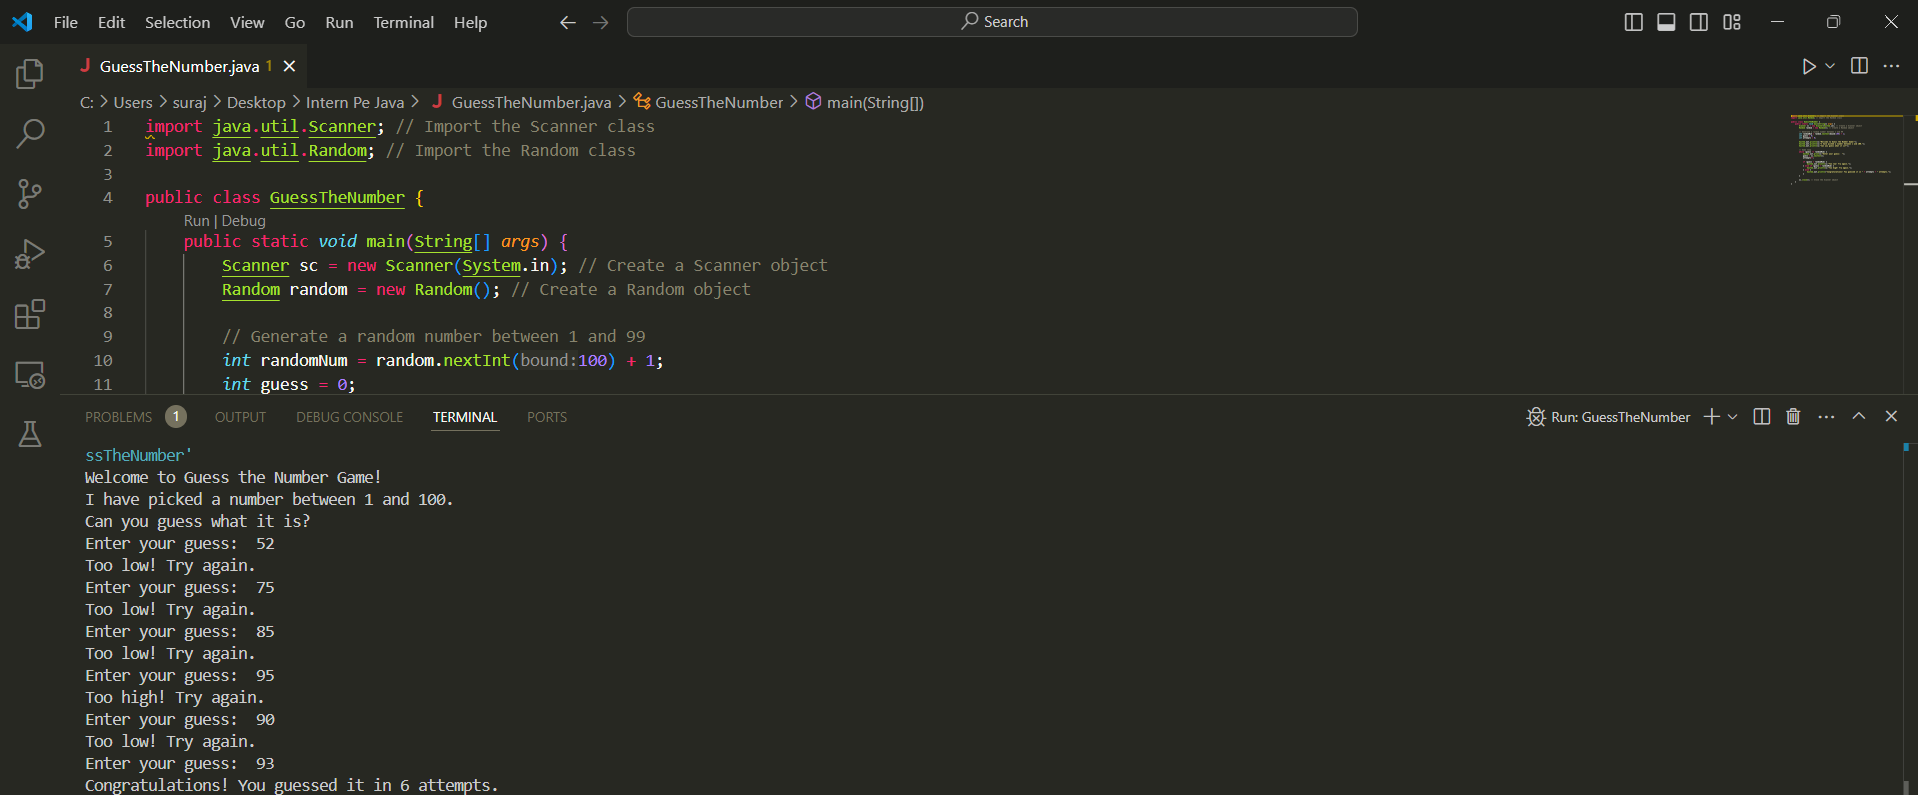 File Edit Selection View Go Run Terminal Help
Search
GuessTheNumber.java 1
C: > Users > suraj > Desktop > Intern Pe Java > GuessTheNumber.java > GuessTheNumber > main(String[])
1 import java.util.Scanner; // Import the Scanner class
2 import java.util.Random; // Import the Random class
3
4 public class GuessTheNumber {
Run | Debug
5 public static void main(String[] args) {
6 Scanner sc = new Scanner(System.in); // Create a Scanner object
7 Random random = new Random(); // Create a Random object
8
9 // Generate a random number between 1 and 99
10 int randomNum = random.nextInt(bound:100) + 1;
11 int guess = 0;
PROBLEMS 1 OUTPUT DEBUG CONSOLE TERMINAL PORTS
Run: GuessTheNumber
ssTheNumber'
Welcome to Guess the Number Game!
I have picked a number between 1 and 100.
Can you guess what it is?
Enter your guess:  52
Too low! Try again.
Enter your guess:  75
Too low! Try again.
Enter your guess:  85
Too low! Try again.
Enter your guess:  95
Too high! Try again.
Enter your guess:  90
Too low! Try again.
Enter your guess:  93
Congratulations! You guessed it in 6 attempts.